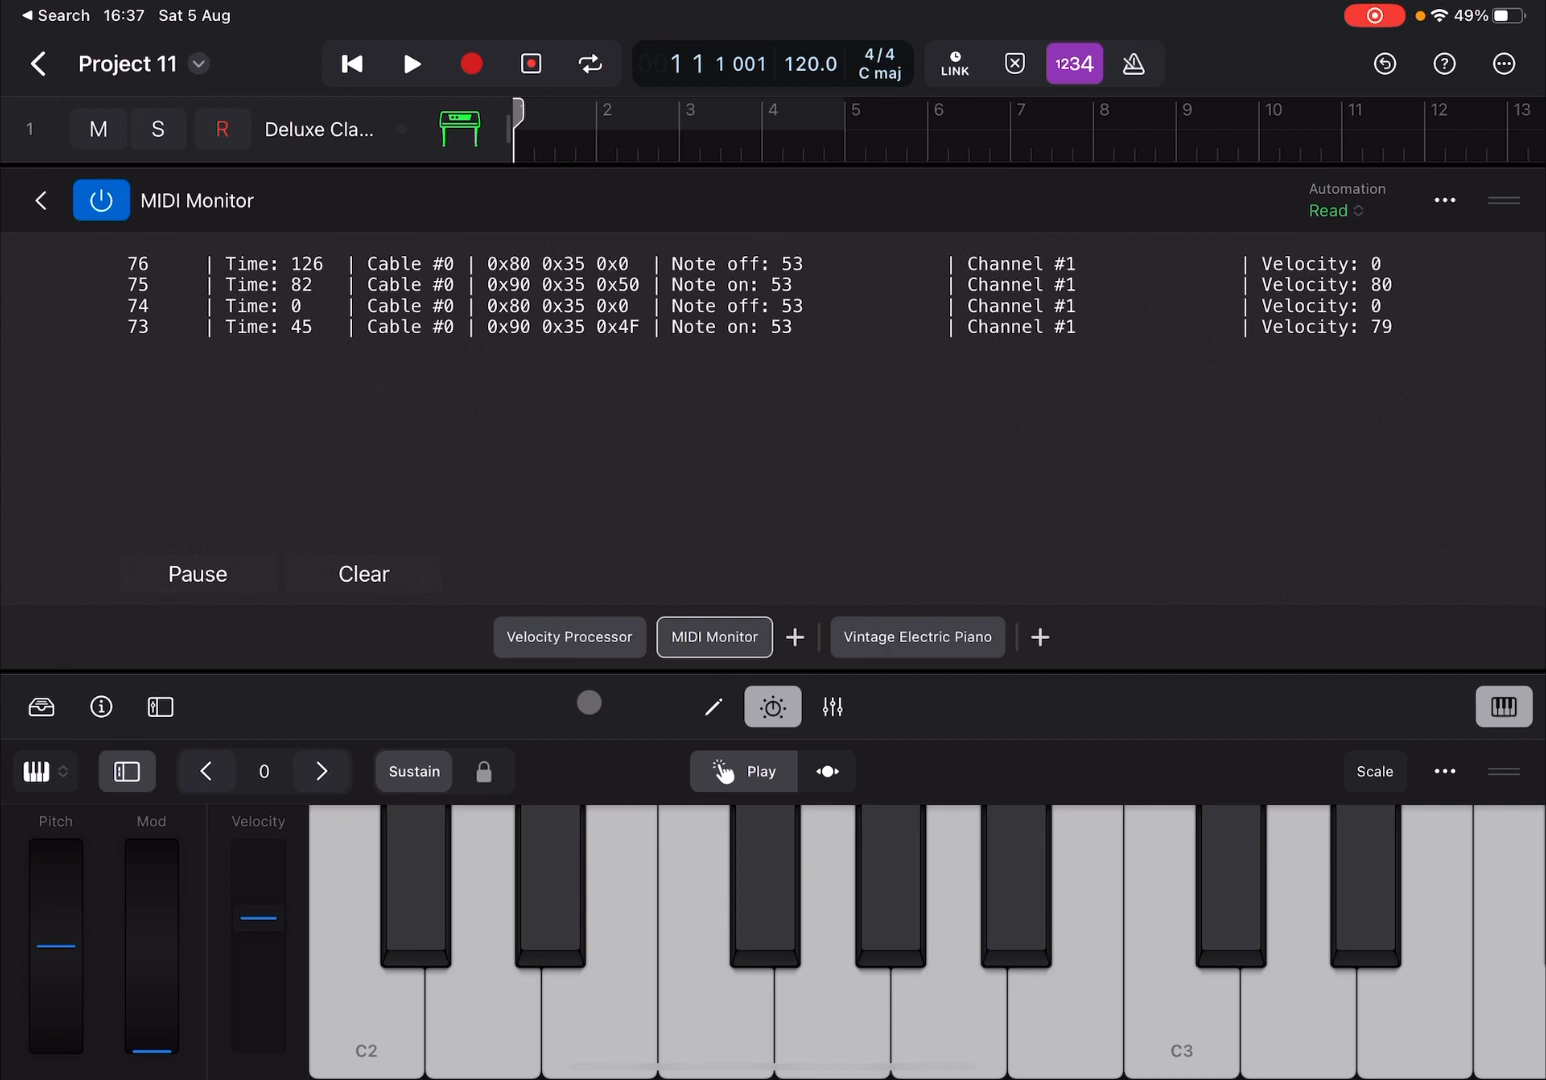 ◀ Search 16:37 Sat 5 Aug 49%
Project 11
001 1 1 001 120.0 4/4 C maj
LINK
1234
1 M S R Deluxe Cla...
1 2 3 4 5 6 7 8 9 10 11 12 13
MIDI Monitor
Automation
Read
76 | Time: 126 | Cable #0 | 0x80 0x35 0x0 | Note off: 53 | Channel #1 | Velocity: 0
75 | Time: 82 | Cable #0 | 0x90 0x35 0x50 | Note on: 53 | Channel #1 | Velocity: 80
74 | Time: 0 | Cable #0 | 0x80 0x35 0x0 | Note off: 53 | Channel #1 | Velocity: 0
73 | Time: 45 | Cable #0 | 0x90 0x35 0x4F | Note on: 53 | Channel #1 | Velocity: 79
Pause Clear
Velocity Processor MIDI Monitor + Vintage Electric Piano +
0 Sustain Play Scale
Pitch Mod Velocity
C2 C3